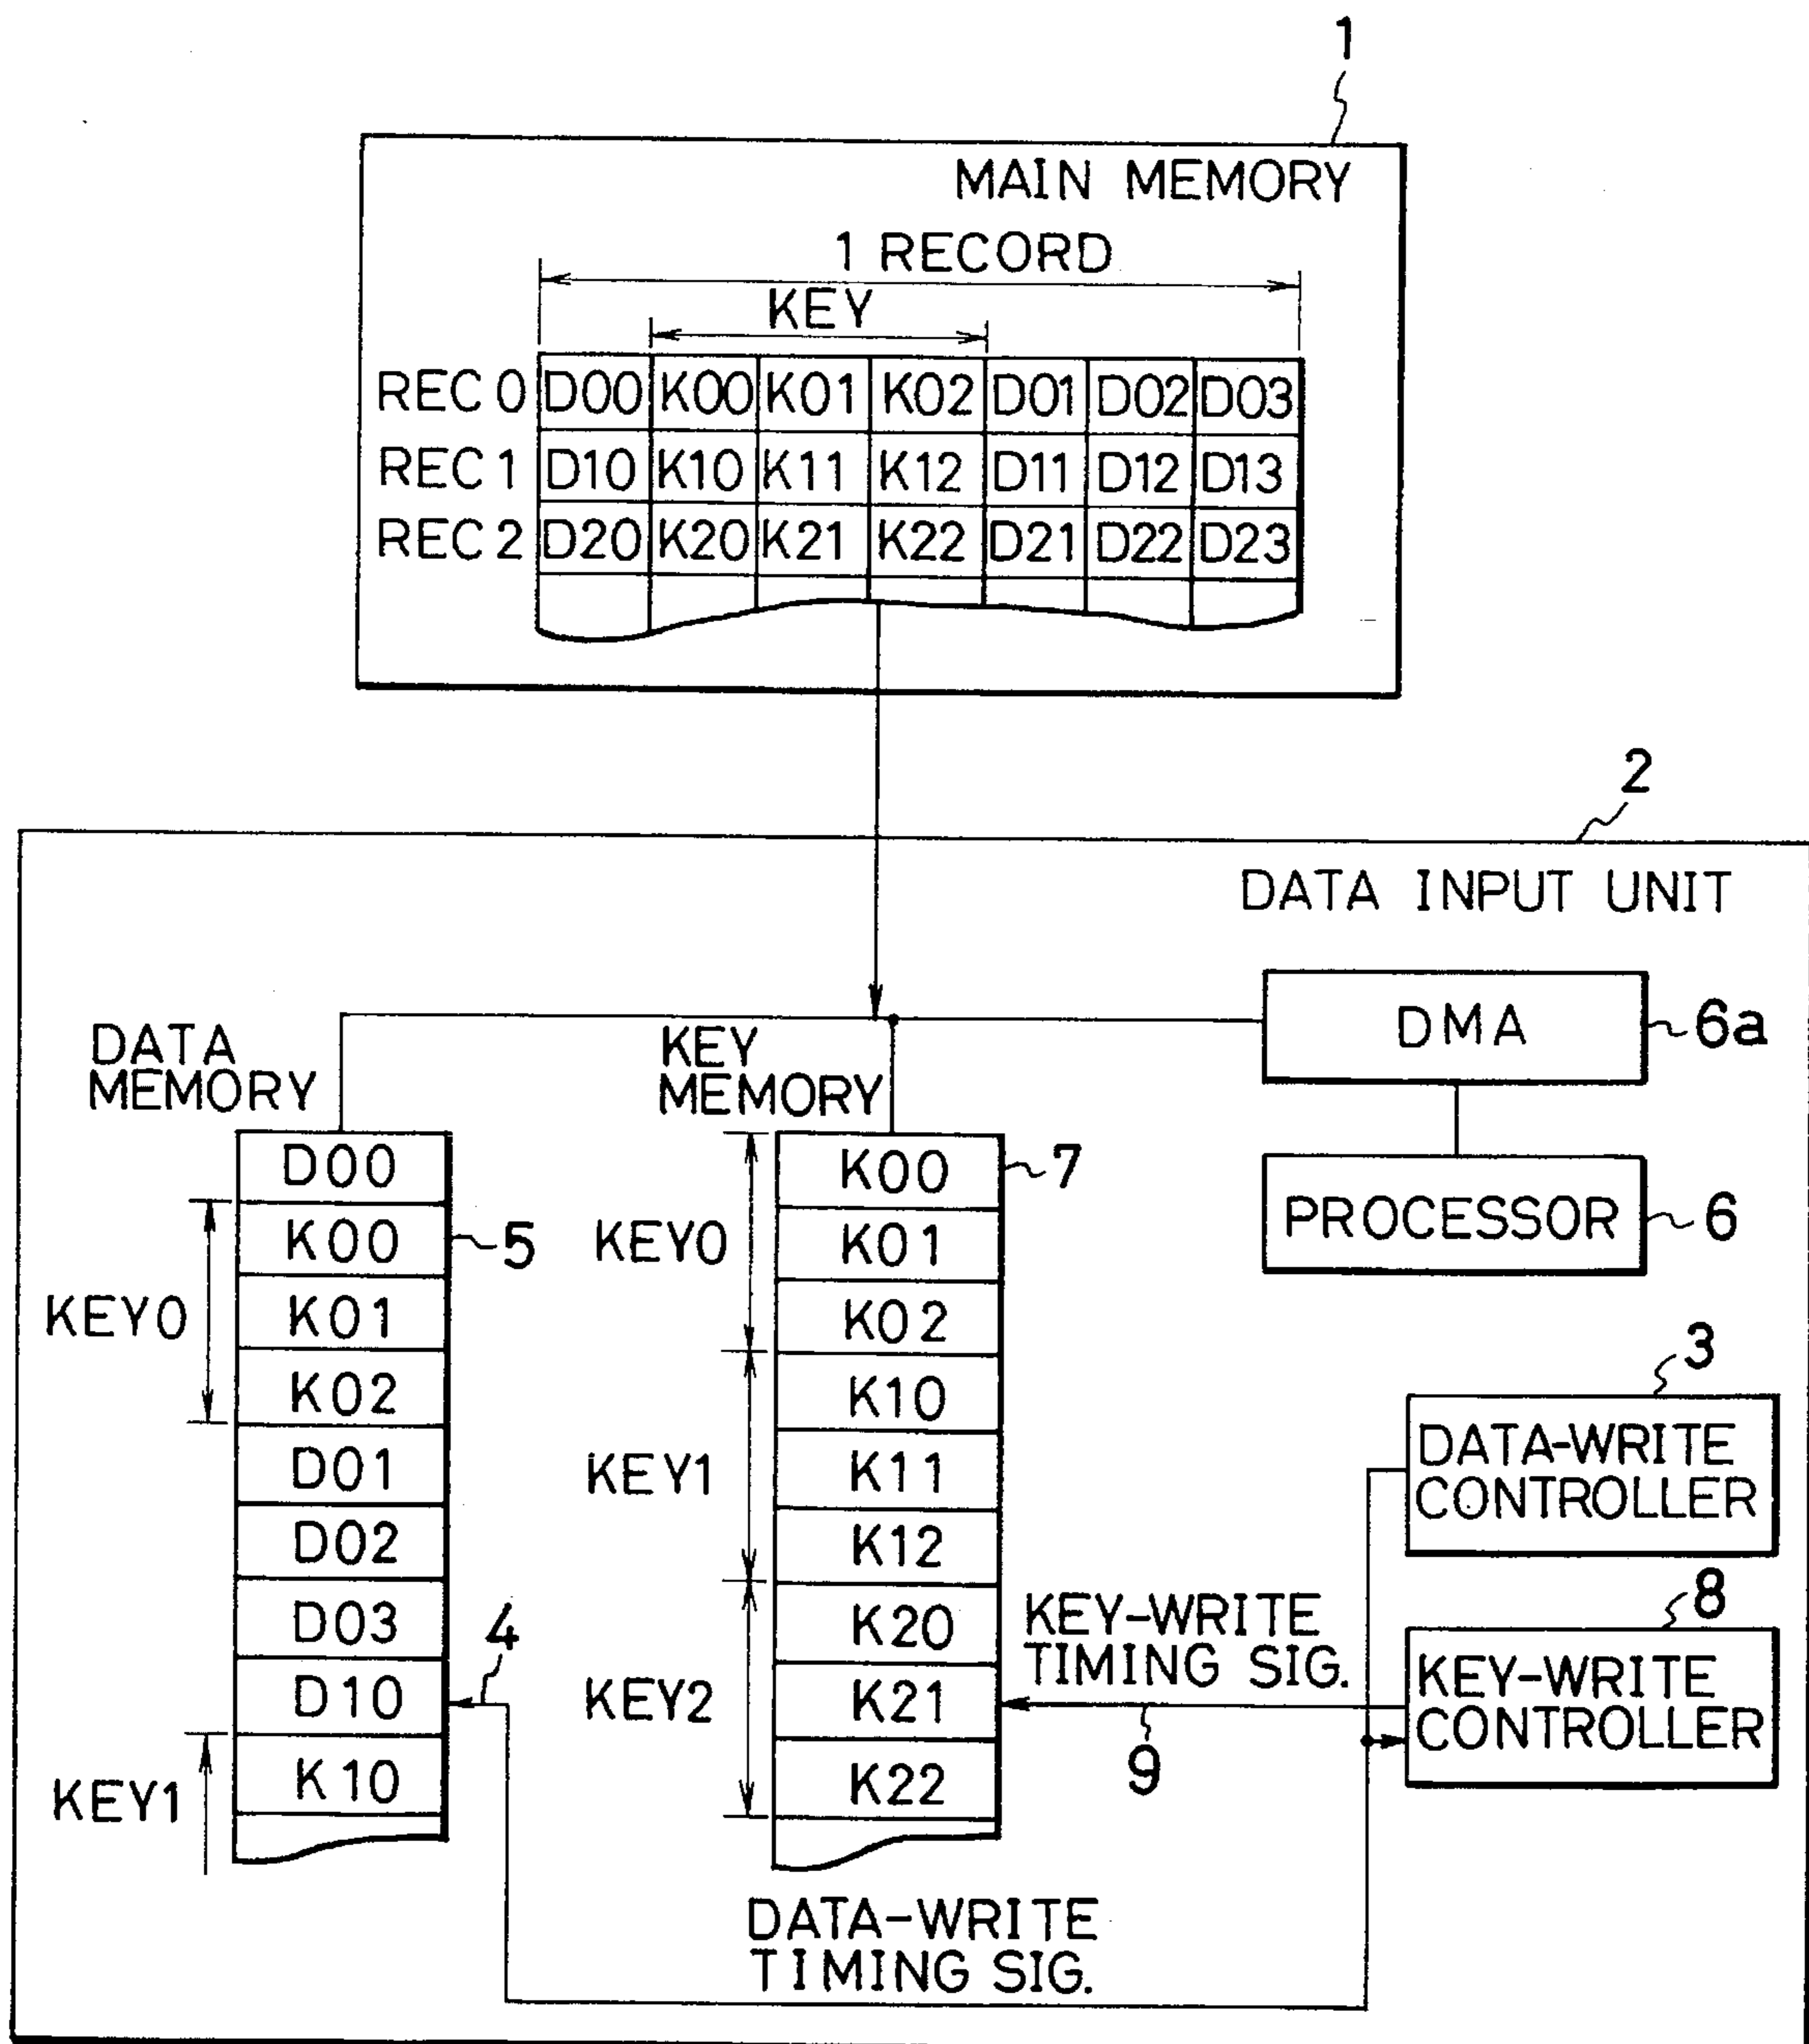 1
MAIN MEMORY
1 RECORD
KEY
REC 0 D00 K00 K01 K02 D01 D02 D03
REC 1 D10 K10 K11 K12 D11 D12 D13
REC 2 D20 K20 K21 K22 D21 D22 D23
2
DATA INPUT UNIT
DMA
6a
PROCESSOR
6
DATA
MEMORY
D00
K00
K01
K02
D01
D02
D03
D10
K10
5
KEY0
KEY1
4
KEY
MEMORY
K00
K01
K02
K10
K11
K12
K20
K21
K22
7
KEY0
KEY1
KEY2
3
DATA-WRITE
CONTROLLER
8
KEY-WRITE
CONTROLLER
KEY-WRITE
TIMING SIG.
9
DATA-WRITE
TIMING SIG.